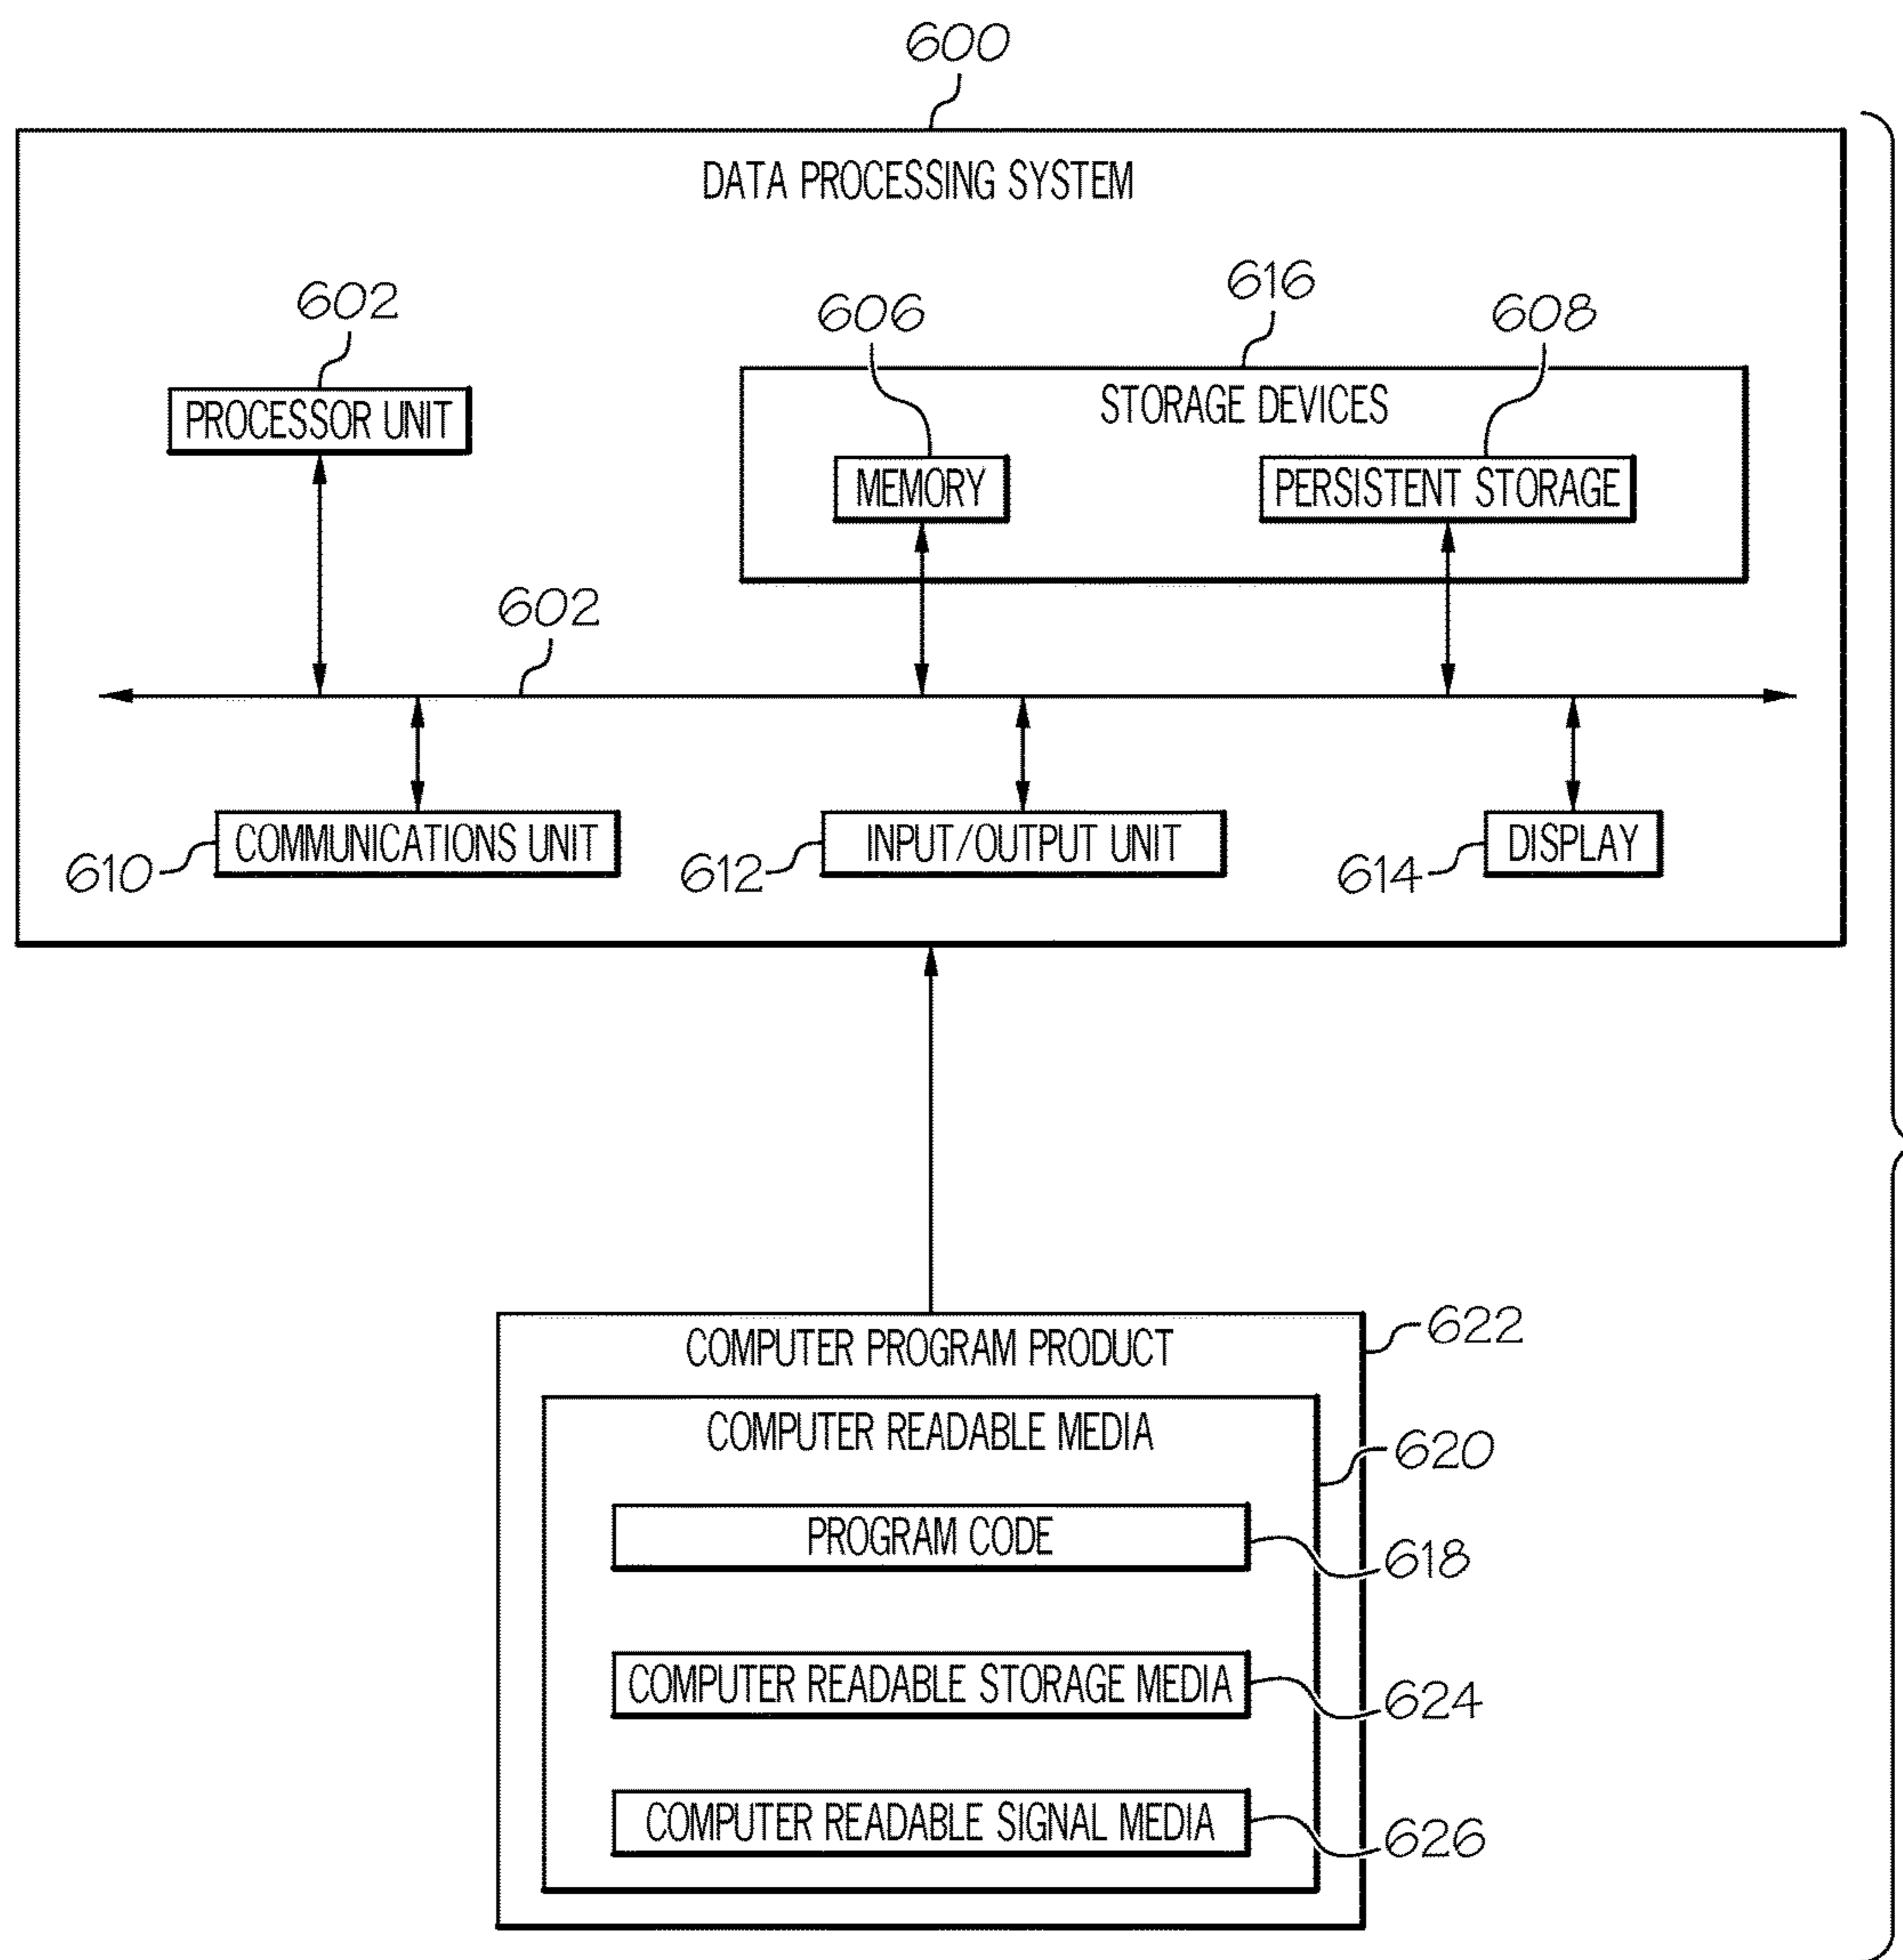 600
DATA PROCESSING SYSTEM
616
602
606
608
PROCESSOR UNIT
STORAGE DEVICES
MEMORY
PERSISTENT STORAGE
602
COMMUNICATIONS UNIT
INPUT/OUTPUT UNIT
DISPLAY
610
612
614
COMPUTER PROGRAM PRODUCT
622
COMPUTER READABLE MEDIA
620
PROGRAM CODE
618
COMPUTER READABLE STORAGE MEDIA
624
COMPUTER READABLE SIGNAL MEDIA
626